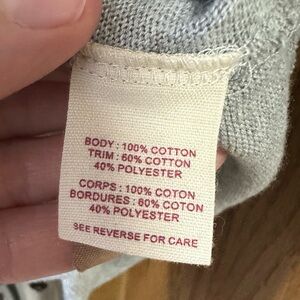 BODY : 100% COTTON
TRIM : 60% COTTON
40% POLYESTER
CORPS : 100% COTON
BORDURES : 60% COTON
40% POLYESTER
SEE REVERSE FOR CARE